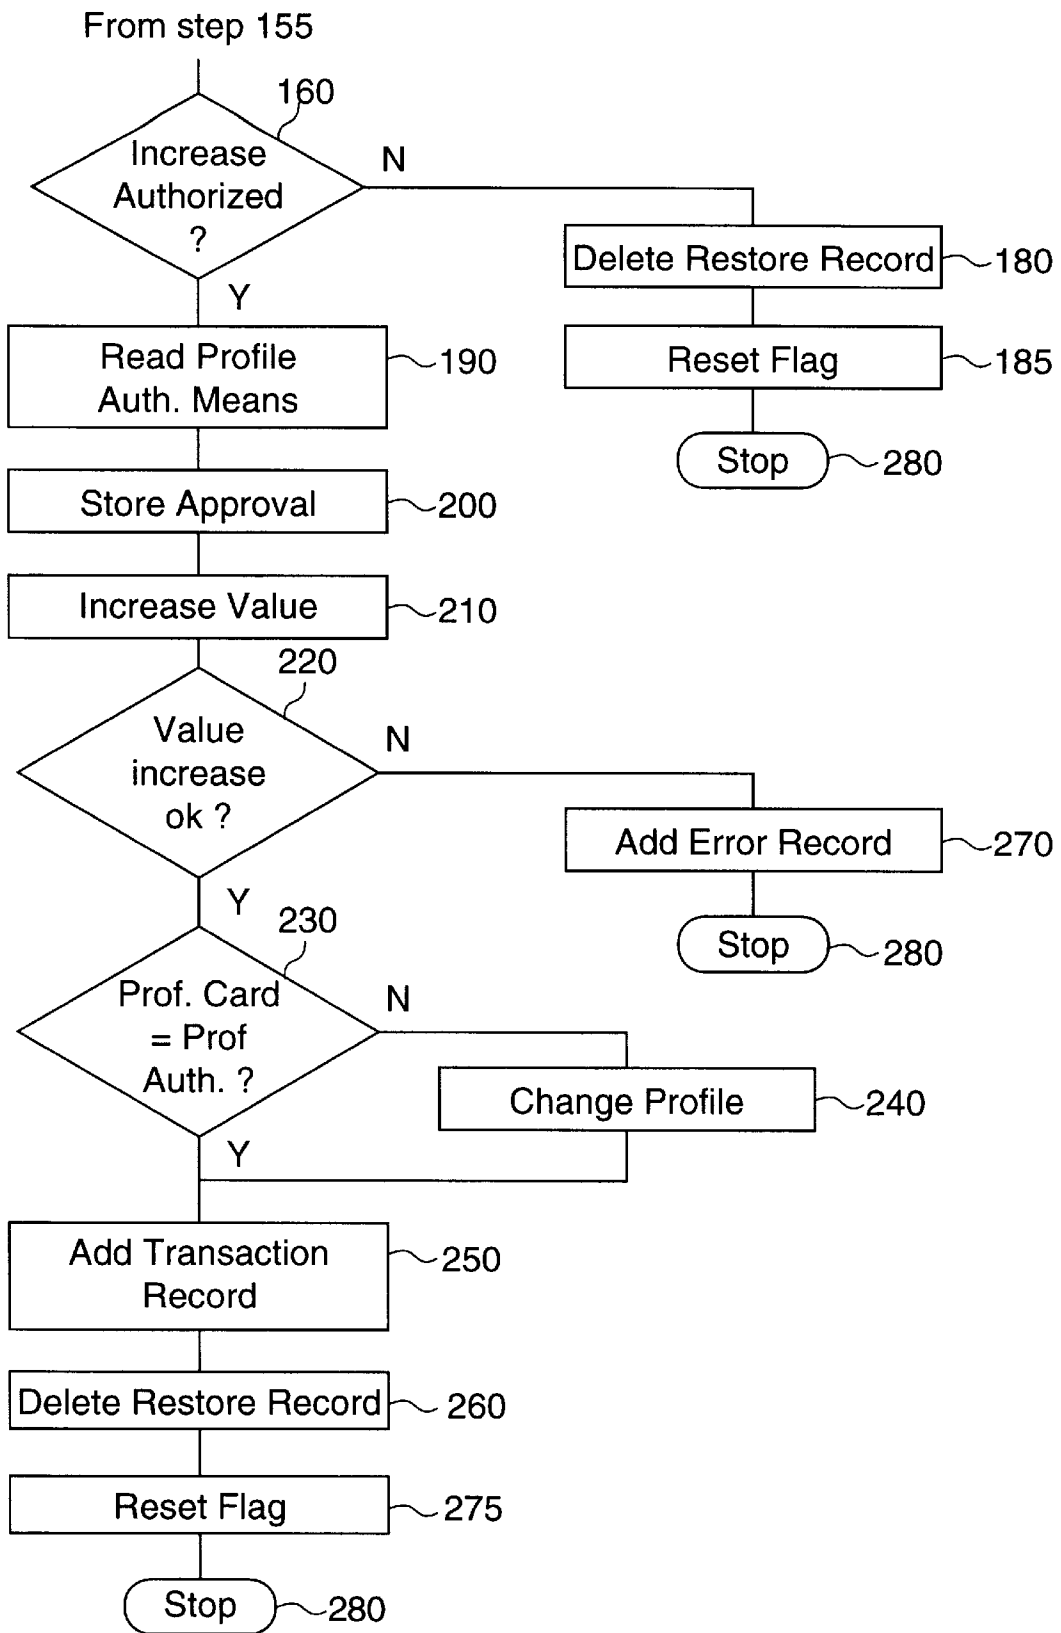 From step 155
160
Increase
Authorized
?
N
Y
Delete Restore Record
180
Read Profile
Auth. Means
190
Reset Flag
185
Stop
280
Store Approval
200
Increase Value
210
220
Value
increase
ok ?
N
Y
Add Error Record
270
Stop
280
230
Prof. Card
= Prof
Auth. ?
N
Y
Change Profile
240
Add Transaction
Record
250
Delete Restore Record
260
Reset Flag
275
Stop
280